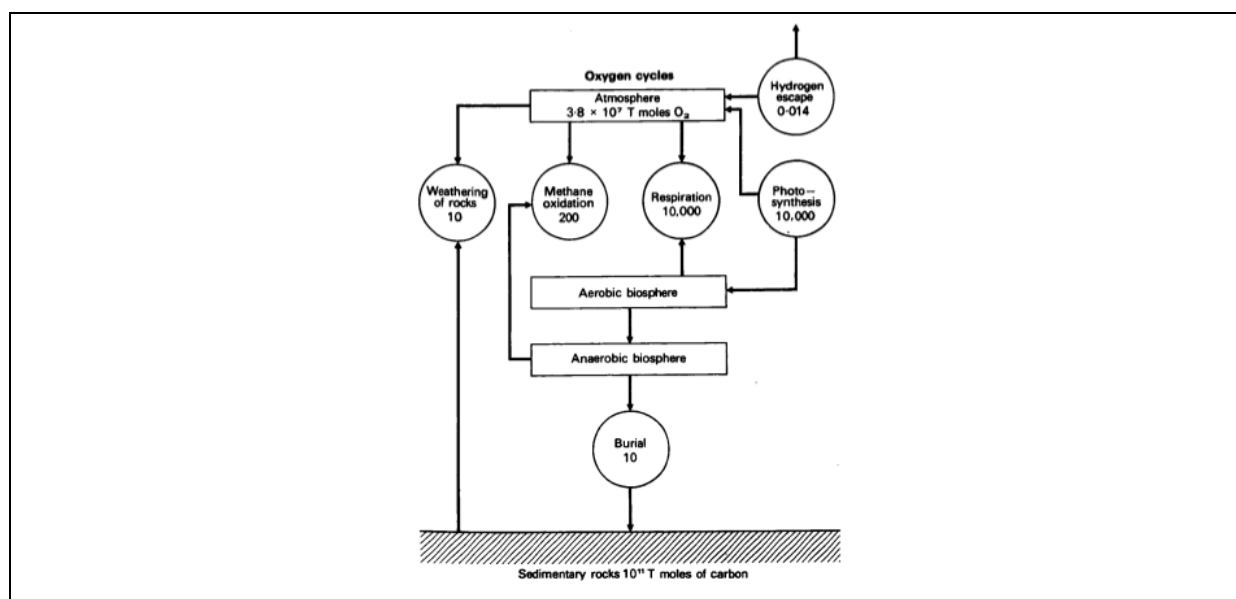 Oxygen cycles
Atmosphere
3·8 × 10⁷ T moles O₂
Hydrogen
escape
0·014
Weathering
of rocks
10
Methane
oxidation
200
Respiration
10,000
Photo—
synthesis
10,000
Aerobic biosphere
Anaerobic biosphere
Burial
10
Sedimentary rocks 10¹¹ T moles of carbon